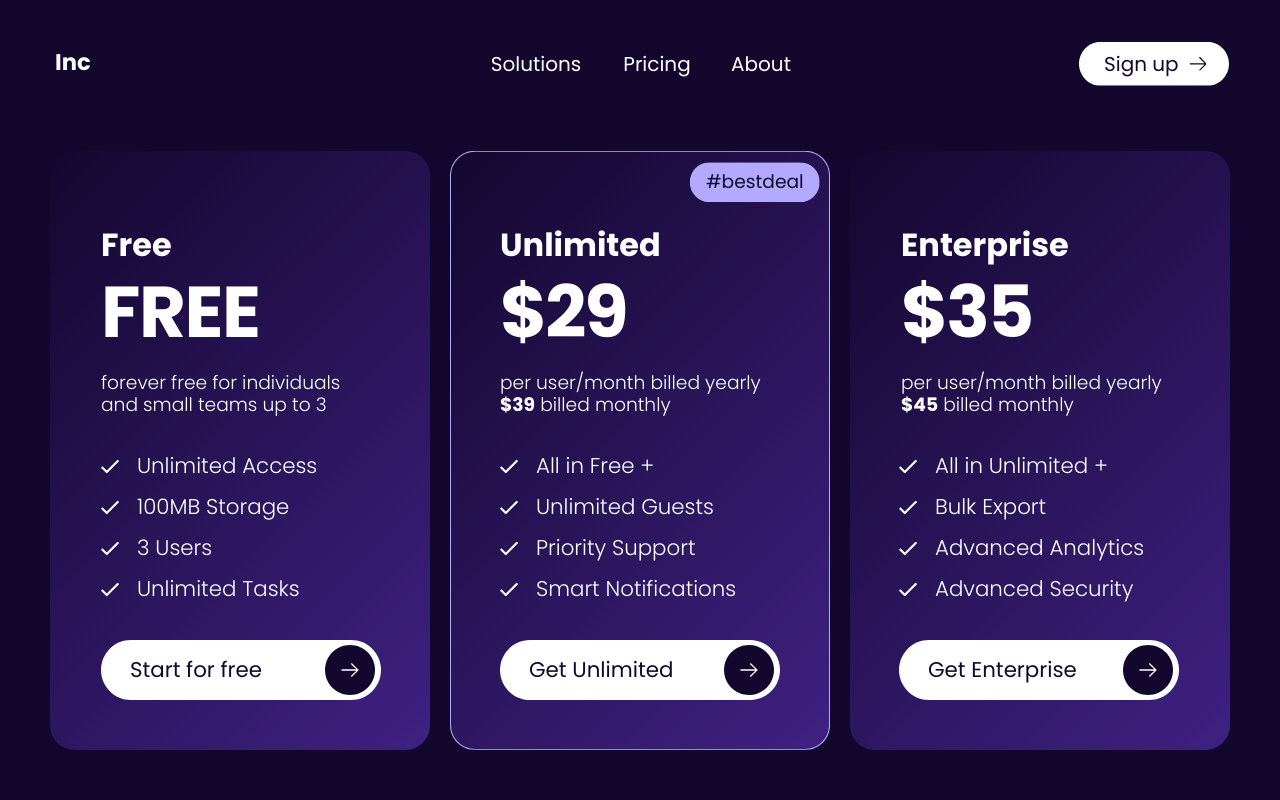 Inc
Solutions Pricing About
Sign up
Free
FREE
forever free for individuals
and small teams up to 3
Unlimited Access
100MB Storage
3 Users
Unlimited Tasks
Start for free
#bestdeal
Unlimited
$29
per user/month billed yearly
$39 billed monthly
All in Free +
Unlimited Guests
Priority Support
Smart Notifications
Get Unlimited
Enterprise
$35
per user/month billed yearly
$45 billed monthly
All in Unlimited +
Bulk Export
Advanced Analytics
Advanced Security
Get Enterprise